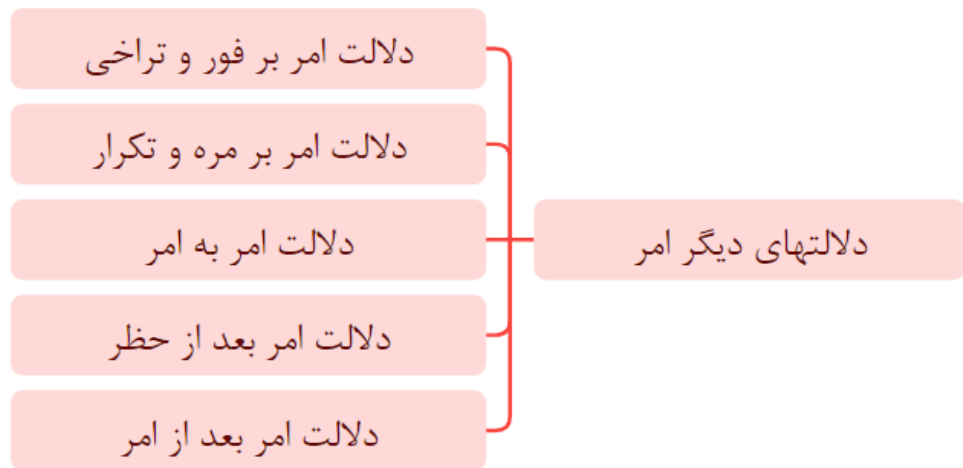 دلالتهای دیگر امر
دلالت امر بر فور و تراخی
دلالت امر بر مره و تکرار
دلالت امر به امر
دلالت امر بعد از حظر
دلالت امر بعد از امر